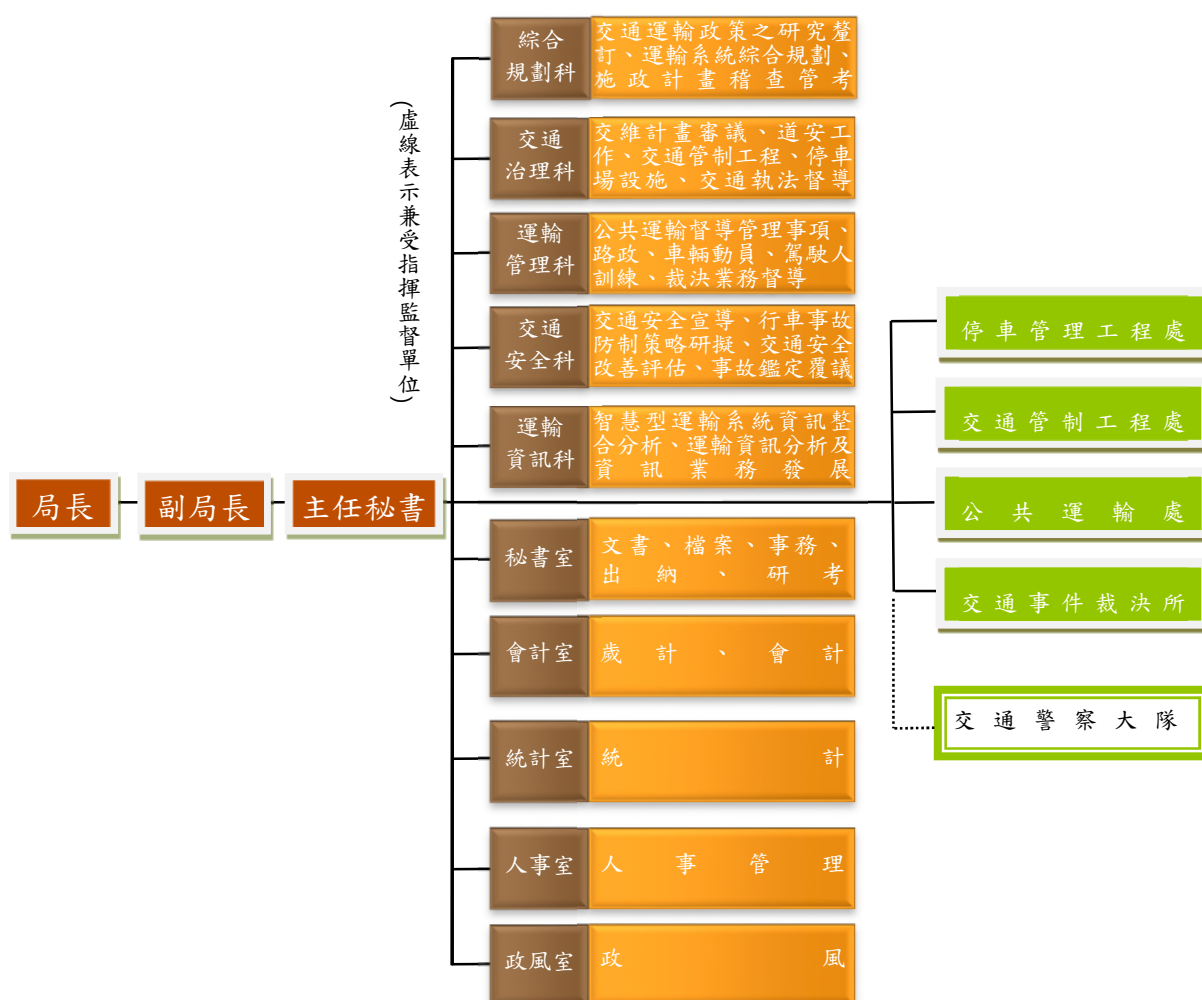 綜合
規劃科
交通運輸政策之研究釐
訂、運輸系統綜合規劃、
施政計畫稽查管考
交通
治理科
交維計畫審議、道安工
作、交通管制工程、停車
場設施、交通執法督導
運輸
管理科
公共運輸督導管理事項、
路政、車輛動員、駕駛人
訓練、裁決業務督導
交通
安全科
交通安全宣導、行車事故
防制策略研擬、交通安全
改善評估、事故鑑定覆議
運輸
資訊科
智慧型運輸系統資訊整
合分析、運輸資訊分析及
資訊業務發展
(虛線表示兼受指揮監督單位)
局長
副局長
主任秘書
秘書室
文書、檔案、事務、
出納、研考
會計室
歲計、會計
統計室
統計
人事室
人事管理
政風室
政風
停車管理工程處
交通管制工程處
公共運輸處
交通事件裁決所
交通警察大隊